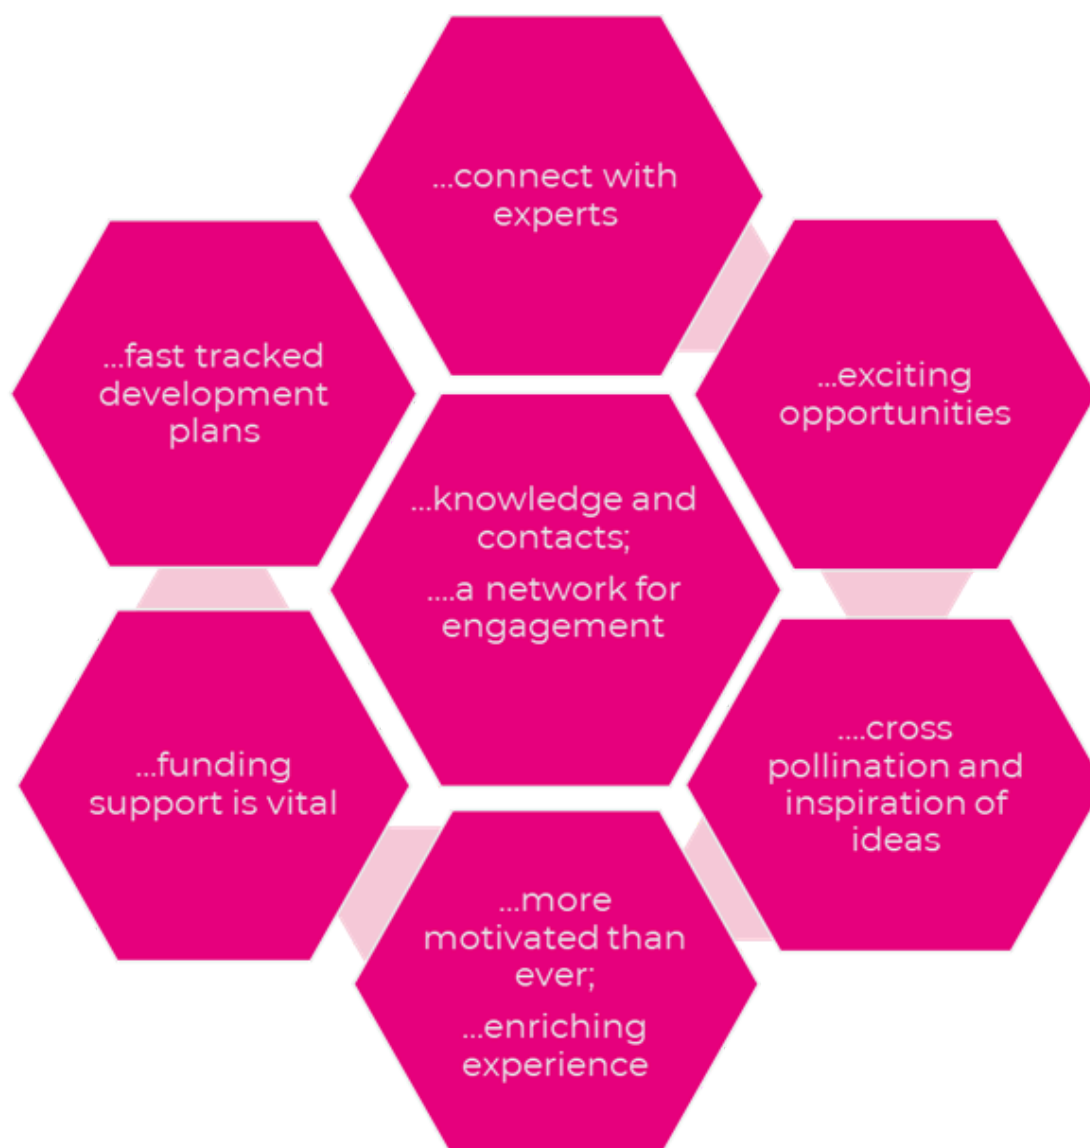 ...connect with
experts
...exciting
opportunities
...fast tracked
development
plans
...knowledge and
contacts;
....a network for
engagement
....cross
pollination and
inspiration of
ideas
...funding
support is vital
...more
motivated than
ever;
...enriching
experience